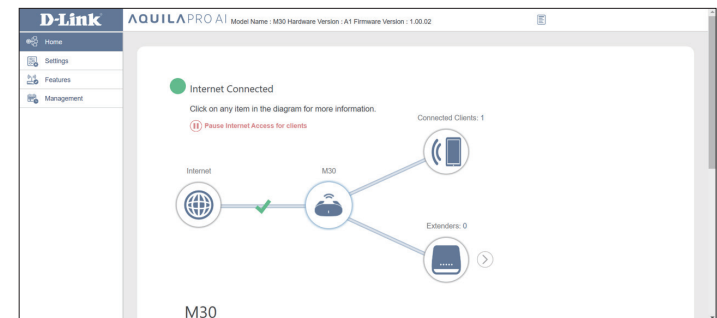 D-Link
AQUILA PRO AI Model Name : M30 Hardware Version : A1 Firmware Version : 1.00.02
Home
Settings
Features
Management
Internet Connected
Click on any item in the diagram for more information.
Pause Internet Access for clients
Connected Clients: 1
Internet
M30
Extenders: 0
M30